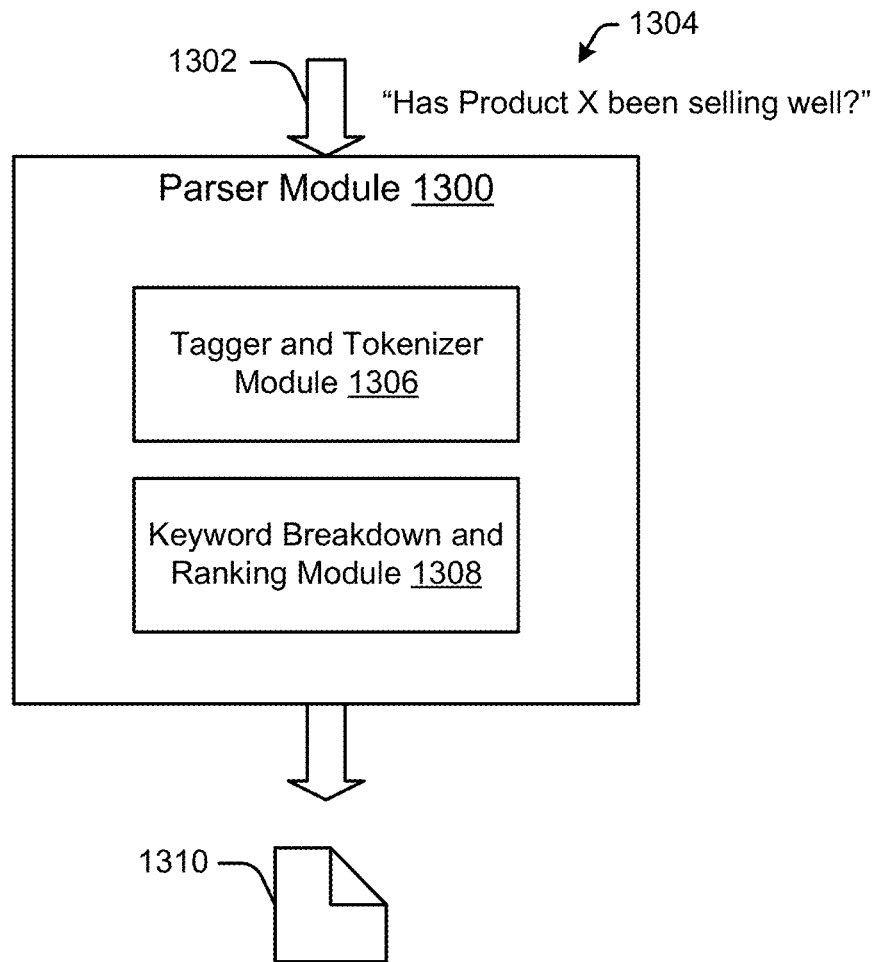 1304
1302
“Has Product X been selling well?”
Parser Module 1300
Tagger and Tokenizer
Module 1306
Keyword Breakdown and
Ranking Module 1308
1310